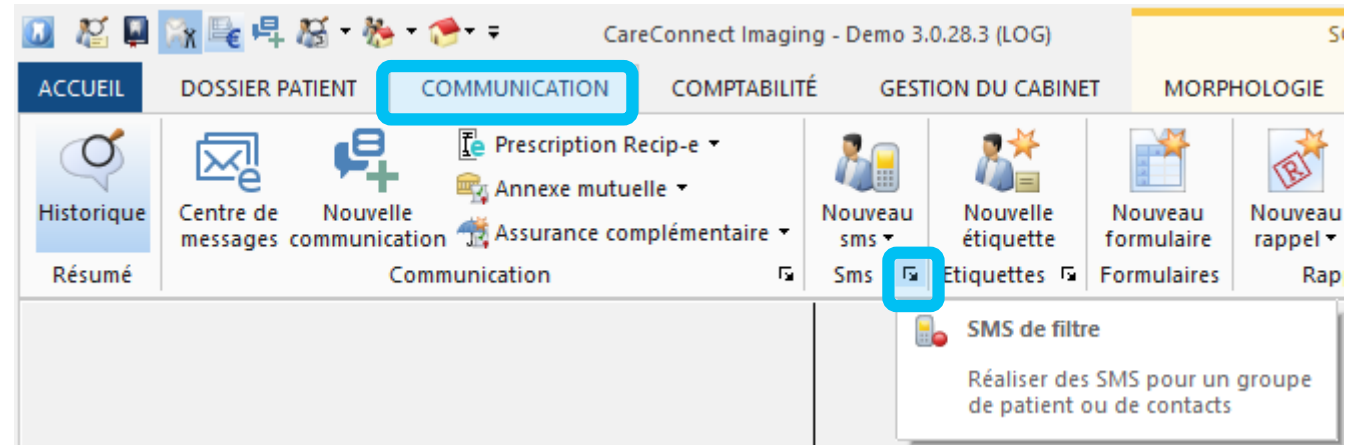 CareConnect Imaging - Demo 3.0.28.3 (LOG)
ACCUEIL DOSSIER PATIENT COMMUNICATION COMPTABILITÉ GESTION DU CABINET MORPHOLOGIE
Historique
Centre de messages
Nouvelle communication
Prescription Recip-e
Annexe mutuelle
Assurance complémentaire
Nouveau sms
Nouvelle étiquette
Nouveau formulaire
Nouveau rappel
Résumé Communication Sms Etiquettes Formulaires Rap
SMS de filtre
Réaliser des SMS pour un groupe
de patient ou de contacts